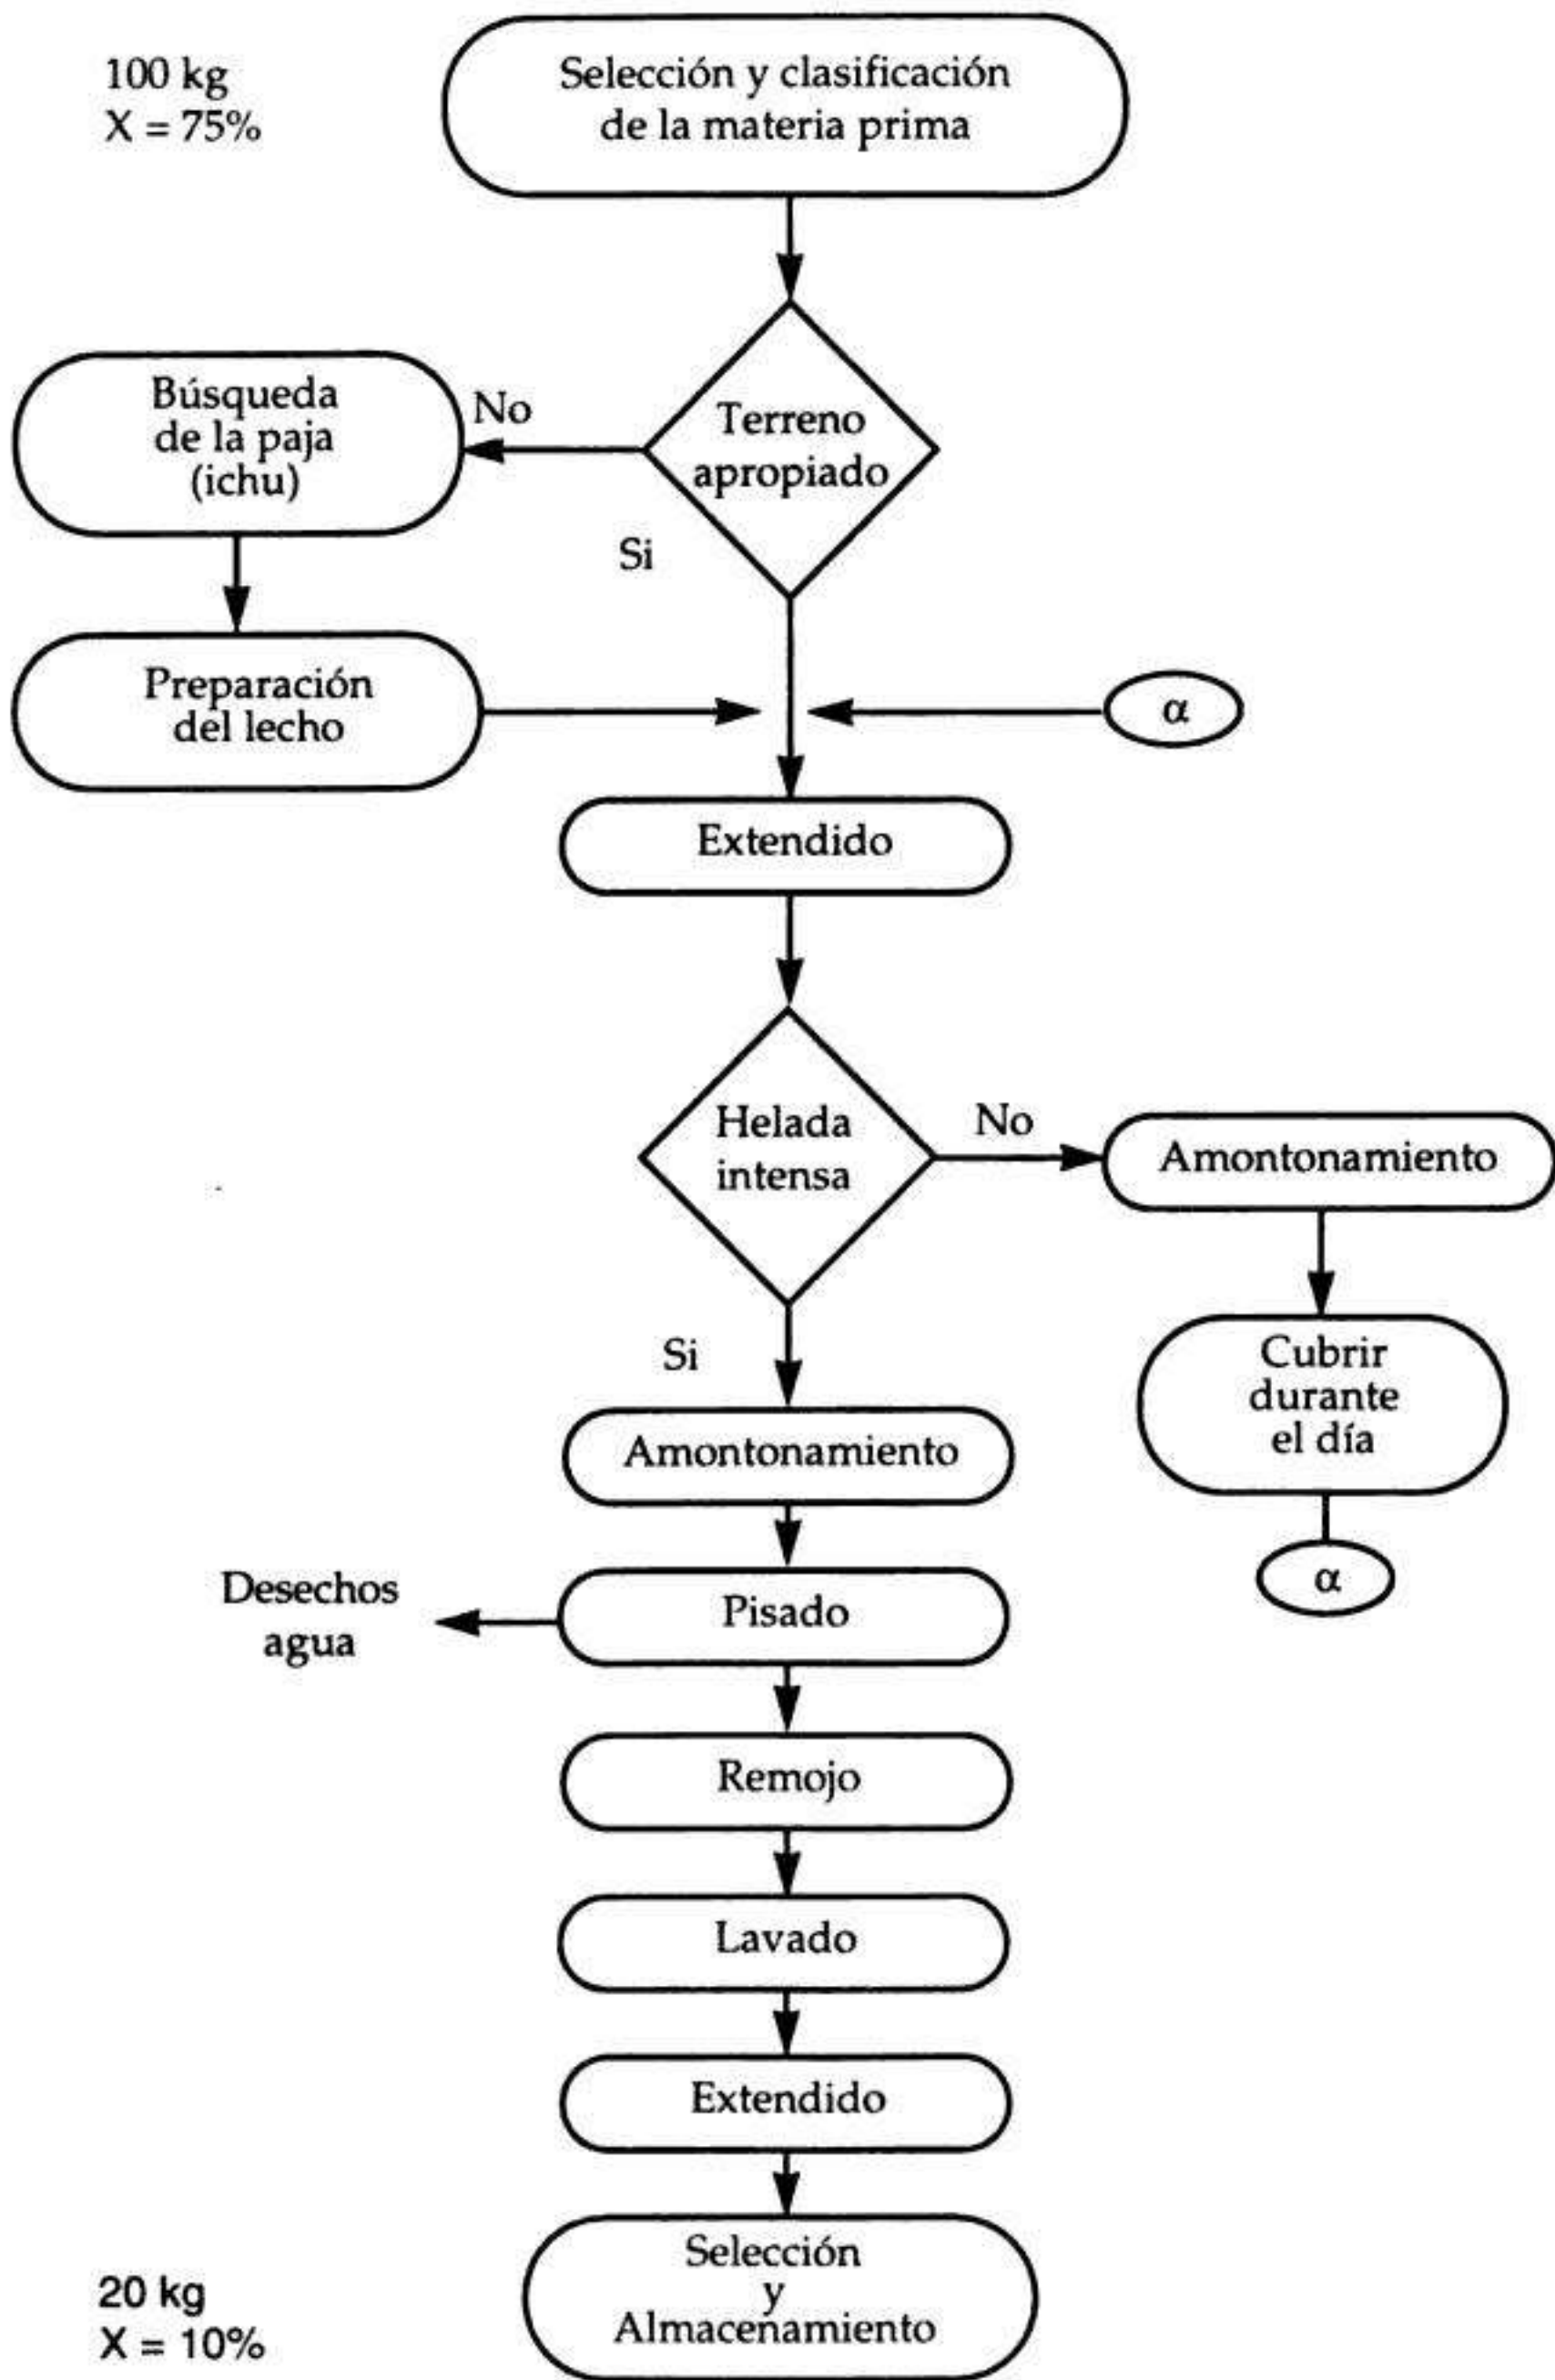 100 kg
X = 75%
Selección y clasificación
de la materia prima
Búsqueda
de la paja
(ichu)
No
Terreno
apropiado
Si
Preparación
del lecho
α
Extendido
Helada
intensa
No
Amontonamiento
Si
Cubrir
durante
el día
Amontonamiento
α
Desechos
agua
Pisado
Remojo
Lavado
Extendido
Selección
y
Almacenamiento
20 kg
X = 10%